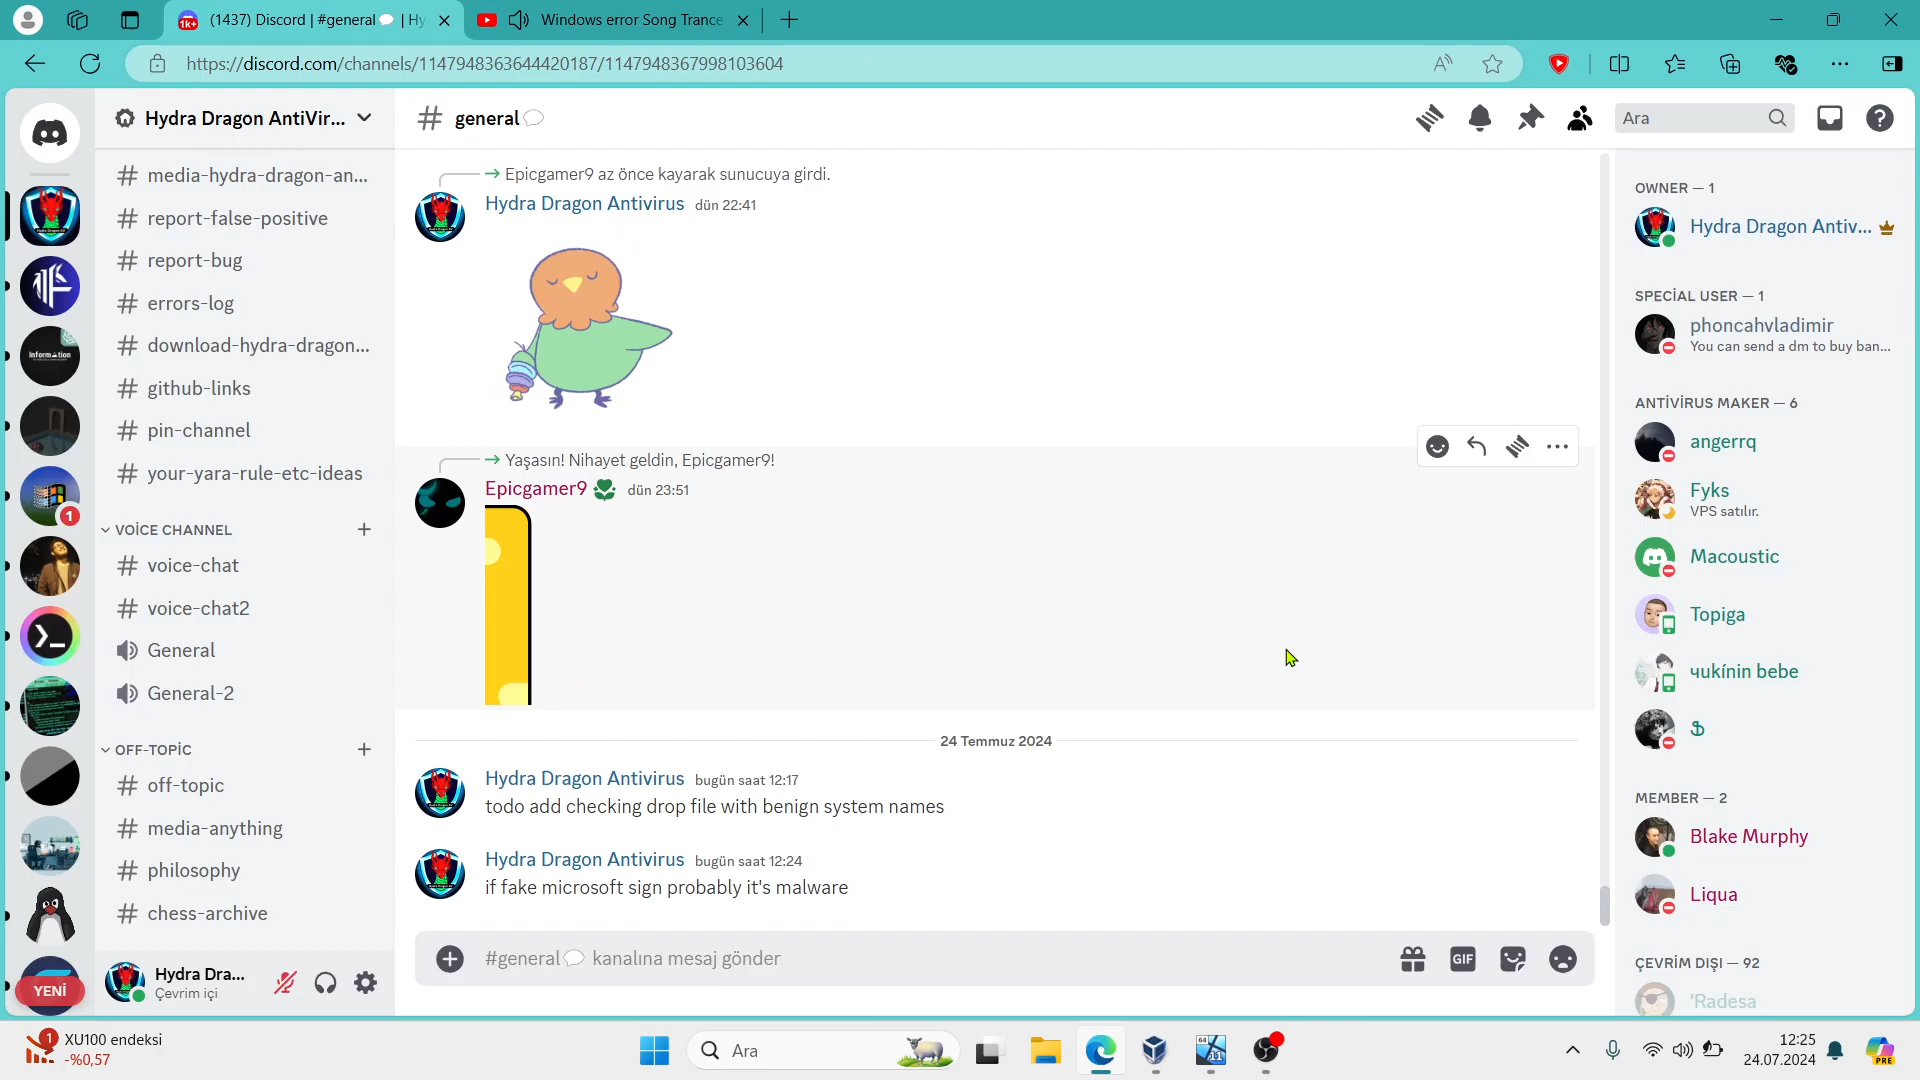 (1437) Discord | #general | Hy
Windows error Song Trance
https://discord.com/channels/1147948363644420187/1147948367998103604
Hydra Dragon AntiVir...
general
Ara
media-hydra-dragon-an...
report-false-positive
report-bug
errors-log
download-hydra-dragon...
github-links
pin-channel
your-yara-rule-etc-ideas
VOİCE CHANNEL
voice-chat
voice-chat2
General
General-2
OFF-TOPİC
off-topic
media-anything
philosophy
chess-archive
Inform
1
YENİ
Hydra Dra...
Çevrim içi
Epicgamer9 az önce kayarak sunucuya girdi.
Hydra Dragon Antivirus dün 22:41
Yaşasın! Nihayet geldin, Epicgamer9!
Epicgamer9 dün 23:51
24 Temmuz 2024
Hydra Dragon Antivirus bugün saat 12:17
todo add checking drop file with benign system names
Hydra Dragon Antivirus bugün saat 12:24
if fake microsoft sign probably it's malware
#general kanalına mesaj gönder
GIF
OWNER — 1
Hydra Dragon Antiv...
SPECİAL USER — 1
phoncahvladimir
You can send a dm to buy ban...
ANTİVİRUS MAKER — 6
angerrq
Fyks
VPS satılır.
Macoustic
Topiga
чukínin bebe
MEMBER — 2
Blake Murphy
Liqua
ÇEVRİM DIŞI — 92
'Radesa
1
XU100 endeksi
-%0,57
Ara
64
11
12:25
24.07.2024
PRE